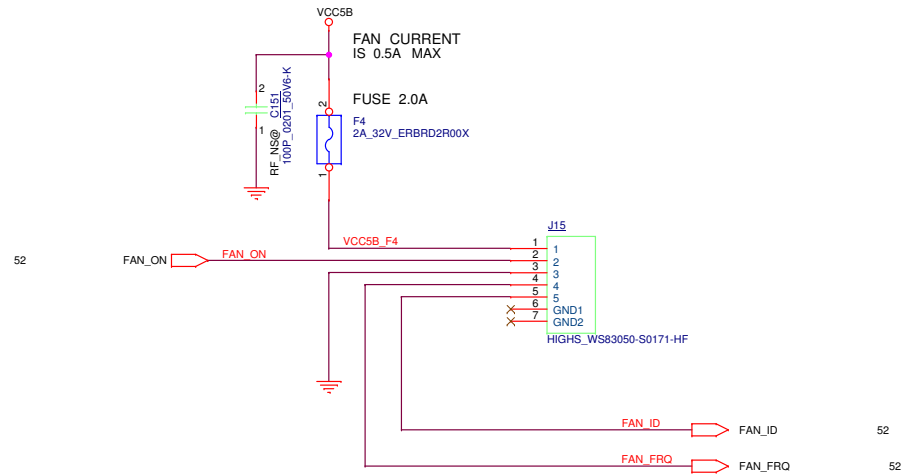 VCC5B
FAN CURRENT
IS 0.5A MAX
2
1
RF_NS@
C151
100P_0201_50V6-K
FUSE 2.0A
2
F4
2A_32V_ERBRD2R00X
1
J15
VCC5B_F4
1
1
52
FAN_ON
FAN_ON
2
2
3
3
4
4
5
5
6
GND1
7
GND2
HIGHS_WS83050-S0171-HF
FAN_ID
FAN_ID
52
FAN_FRQ
FAN_FRQ
52